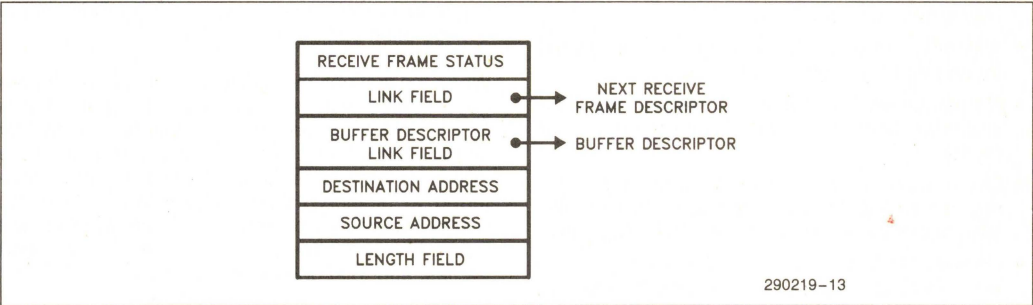 RECEIVE FRAME STATUS
LINK FIELD
NEXT RECEIVE
FRAME DESCRIPTOR
BUFFER DESCRIPTOR
LINK FIELD
BUFFER DESCRIPTOR
DESTINATION ADDRESS
SOURCE ADDRESS
LENGTH FIELD
290219-13